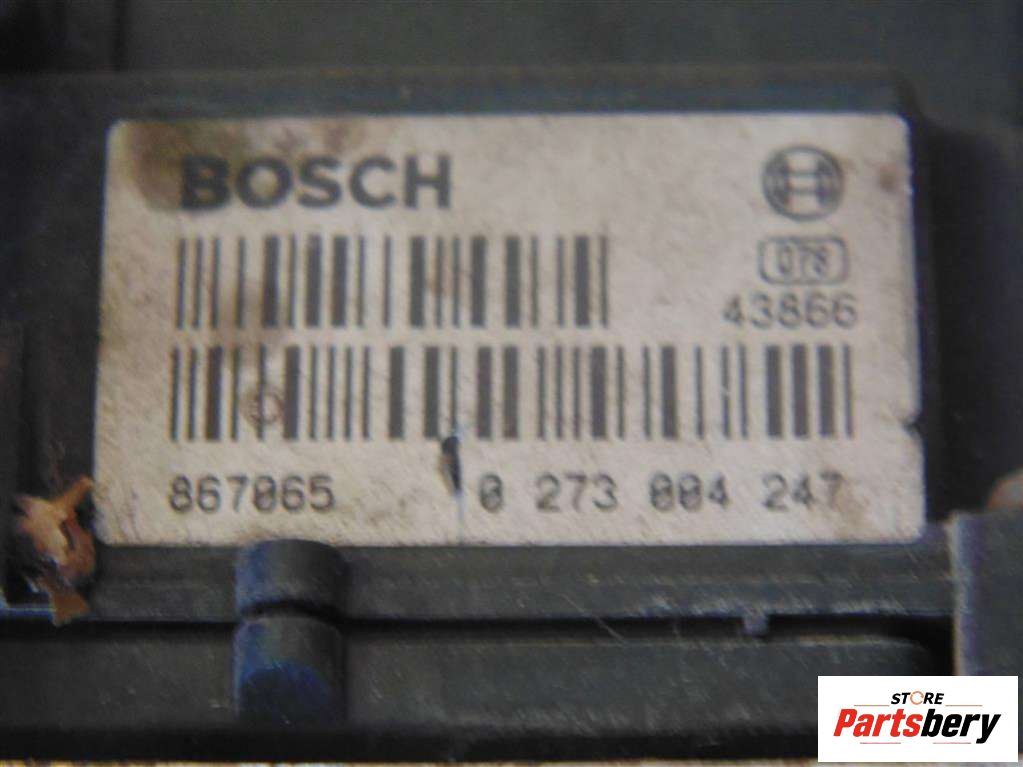 BOSCH
078
43866
867065 0 273 004 247
STORE
Partsbery